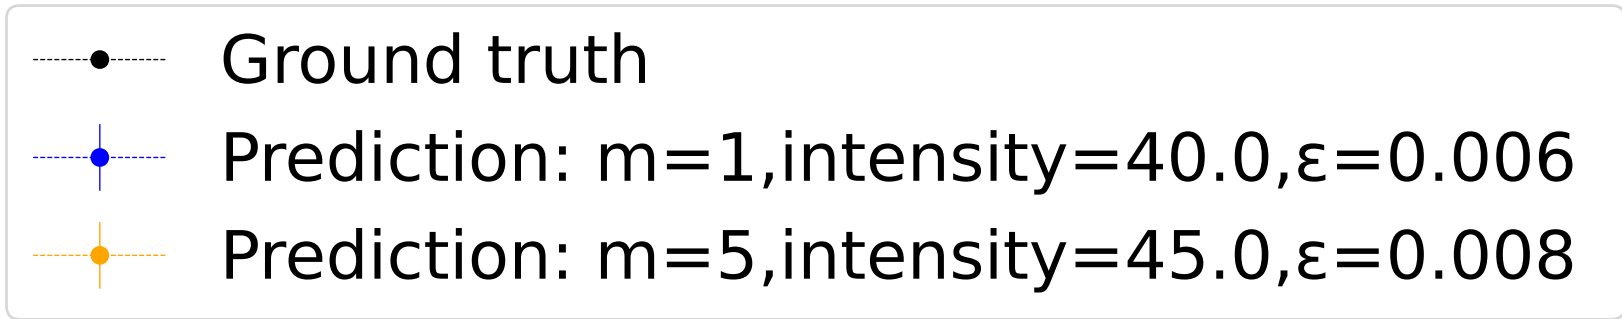 Ground truth
Prediction: m=1,intensity=40.0,ε=0.006
Prediction: m=5,intensity=45.0,ε=0.008